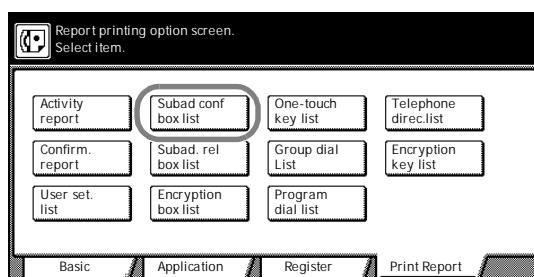 Report printing option screen.
Select item.
Activity
report
Subad conf
box list
One-touch
key list
Telephone
direc.list
Confirm.
report
Subad. rel
box list
Group dial
List
Encryption
key list
User set.
list
Encryption
box list
Program
dial list
Basic
Application
Register
Print Report